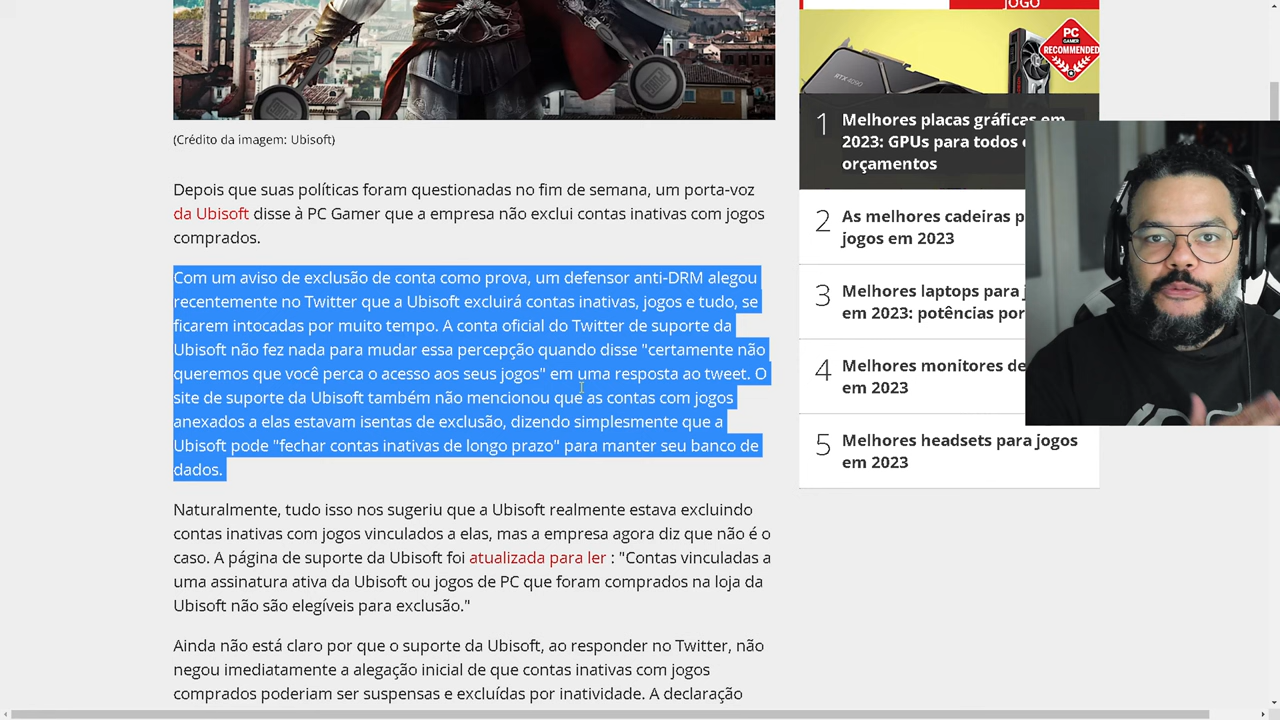 JOGO
PC
GAMER
RECOMMENDED
RTX 4090
(Crédito da imagem: Ubisoft)
1 Melhores placas gráficas em
2023: GPUs para todos
orçamentos
Depois que suas políticas foram questionadas no fim de semana, um porta-voz
da Ubisoft disse à PC Gamer que a empresa não exclui contas inativas com jogos
comprados.
2 As melhores cadeiras
jogos em 2023
Com um aviso de exclusão de conta como prova, um defensor anti-DRM alegou
recentemente no Twitter que a Ubisoft excluirá contas inativas, jogos e tudo, se
ficarem intocadas por muito tempo. A conta oficial do Twitter de suporte da
Ubisoft não fez nada para mudar essa percepção quando disse "certamente não
queremos que você perca o acesso aos seus jogos" em uma resposta ao tweet. O
site de suporte da Ubisoft também não mencionou que as contas com jogos
anexados a elas estavam isentas de exclusão, dizendo simplesmente que a
Ubisoft pode "fechar contas inativas de longo prazo" para manter seu banco de
dados.
3 Melhores laptops para
em 2023: potências
4 Melhores monitores de
em 2023
5 Melhores headsets para jogos
em 2023
Naturalmente, tudo isso nos sugeriu que a Ubisoft realmente estava excluindo
contas inativas com jogos vinculados a elas, mas a empresa agora diz que não é o
caso. A página de suporte da Ubisoft foi atualizada para ler : "Contas vinculadas a
uma assinatura ativa da Ubisoft ou jogos de PC que foram comprados na loja da
Ubisoft não são elegíveis para exclusão."
Ainda não está claro por que o suporte da Ubisoft, ao responder no Twitter, não
negou imediatamente a alegação inicial de que contas inativas com jogos
comprados poderiam ser suspensas e excluídas por inatividade. A declaração